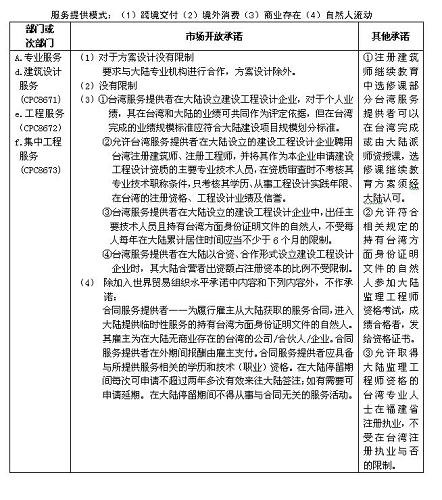 服务提供模式：（1）跨境交付（2）境外消费（3）商业存在（4）自然人流动
部门或
次部门
市场开放承诺
其他承诺
A.专业服务
d.建筑设计
服务
（CPC8671）
e.工程服务
（CPC8672）
f.集中工程
服务
（CPC8673）
（1）对于方案设计没有限制
要求与大陆专业机构进行合作，方案设计除外。
（2）没有限制
（3）①台湾服务提供者在大陆设立建设工程设计企业，对于个人业
绩，其在台湾和大陆的业绩可共同作为评定依据，但在台湾
完成的业绩规模标准应符合大陆建设项目规模划分标准。
②允许台湾服务提供者在大陆设立的建设工程设计企业聘用
台湾注册建筑师、注册工程师，并将其作为本企业申请建设
工程设计资质的主要专业技术人员，在资质审查时不考核其
专业技术职称条件，只考核其学历、从事工程设计实践年限、
在台湾的注册资格、工程设计业绩及信誉。
③台湾服务提供者在大陆设立的建设工程设计企业中，出任主
要技术人员且持有台湾方面身份证明文件的自然人，不受每
人每年在大陆累计居住时间应当不少于6个月的限制。
④台湾服务提供者在大陆以合资、合作形式设立建设工程设计
企业时，其大陆合营者出资额占注册资本的比例不受限制。
（4） 除加入世界贸易组织水平承诺中内容和下列内容外，不作承
诺：
合同服务提供者——为履行雇主从大陆获取的服务合同，进入
大陆提供临时性服务的持有台湾方面身份证明文件的自然人。
其雇主为在大陆无商业存在的台湾的公司/合伙人/企业。合同
服务提供者在外期间报酬由雇主支付。合同服务提供者应具备
与所提供服务相关的学历和技术（职业）资格。在大陆停留期
间每次可申请不超过两年多次有效来往大陆签注；如有需要可
申请延期。在大陆停留期间不得从事与合同无关的服务活动。
①注册建筑
师继续教育
中选修课部
分台湾服务
提供者可以
在台湾完成
或由大陆派
师资授课，选
修课继续教
育方案须经
大陆认可。
②允许符合
相关规定的
持有台湾方
面身份证明
文件的自然
人参加大陆
监理工程师
资格考试，成
绩合格者，发
给资格证书。
③允许取得
大陆监理工
程师资格的
台湾专业人
士在福建省
注册执业，不
受在台湾注
册执业与否
的限制。